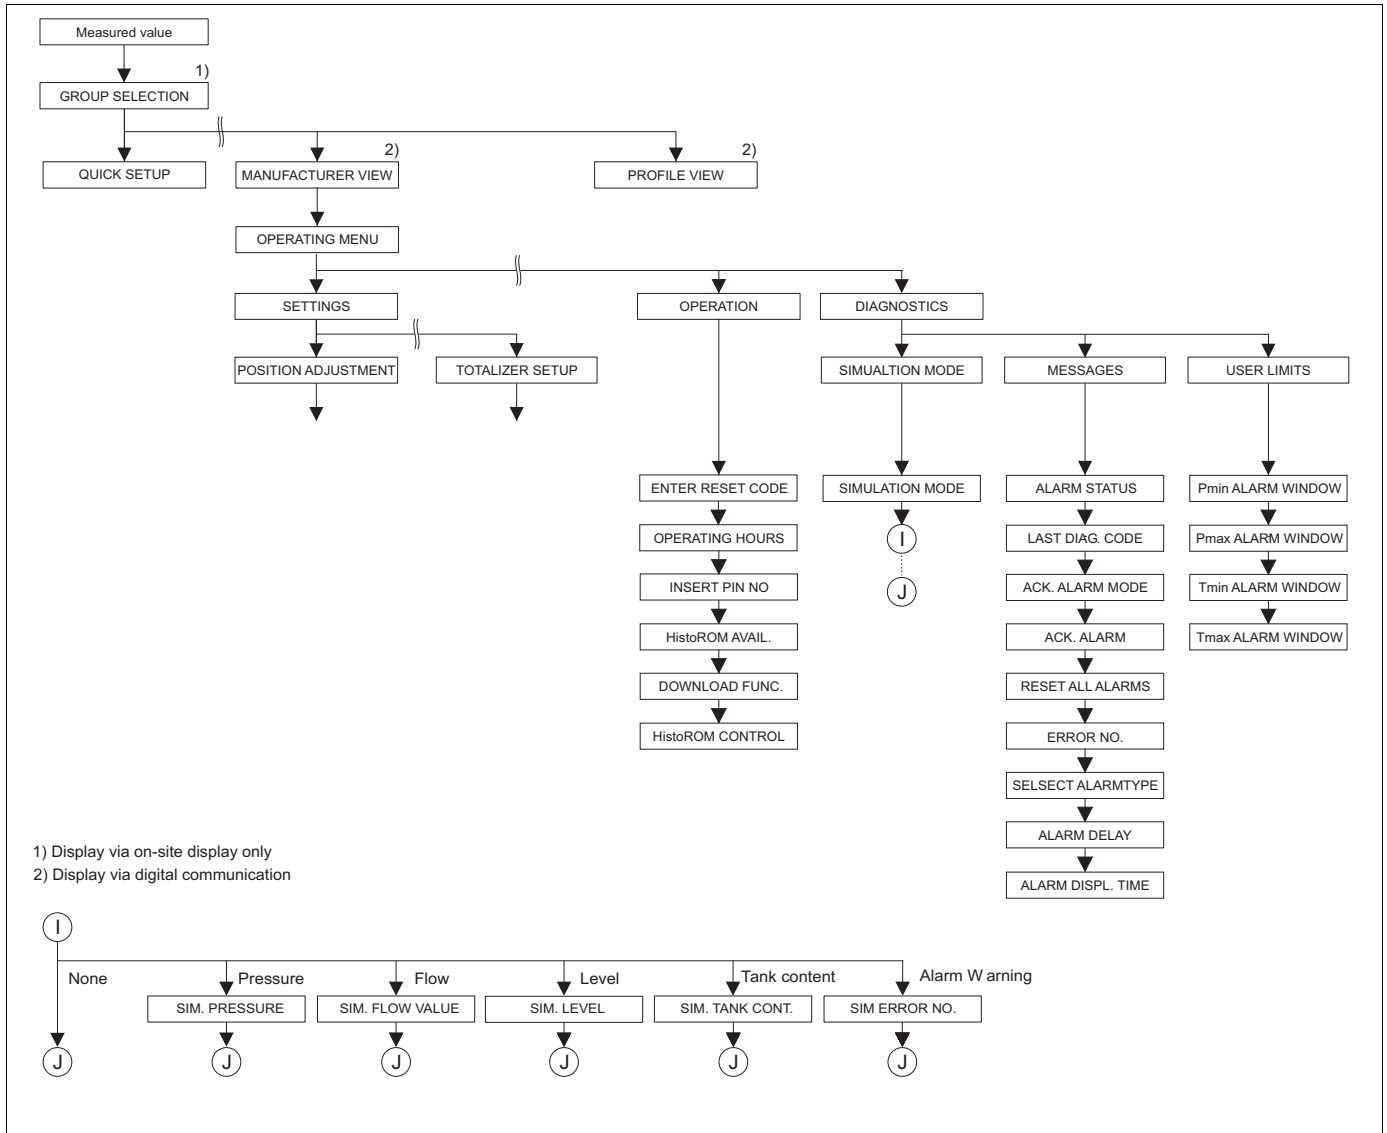 Measured value
1)
GROUP SELECTION
2)
2)
QUICK SETUP
MANUFACTURER VIEW
PROFILE VIEW
OPERATING MENU
SETTINGS
OPERATION
DIAGNOSTICS
POSITION ADJUSTMENT
TOTALIZER SETUP
SIMUALTION MODE
MESSAGES
USER LIMITS
ENTER RESET CODE
SIMULATION MODE
ALARM STATUS
Pmin ALARM WINDOW
OPERATING HOURS
I
LAST DIAG. CODE
Pmax ALARM WINDOW
INSERT PIN NO
J
ACK. ALARM MODE
Tmin ALARM WINDOW
HistoROM AVAIL.
ACK. ALARM
Tmax ALARM WINDOW
DOWNLOAD FUNC.
RESET ALL ALARMS
HistoROM CONTROL
ERROR NO.
SELSECT ALARMTYPE
ALARM DELAY
ALARM DISPL. TIME
1) Display via on-site display only
2) Display via digital communication
I
None
Pressure
Flow
Level
Tank content
Alarm W arning
SIM. PRESSURE
SIM. FLOW VALUE
SIM. LEVEL
SIM. TANK CONT.
SIM ERROR NO.
J
J
J
J
J
J